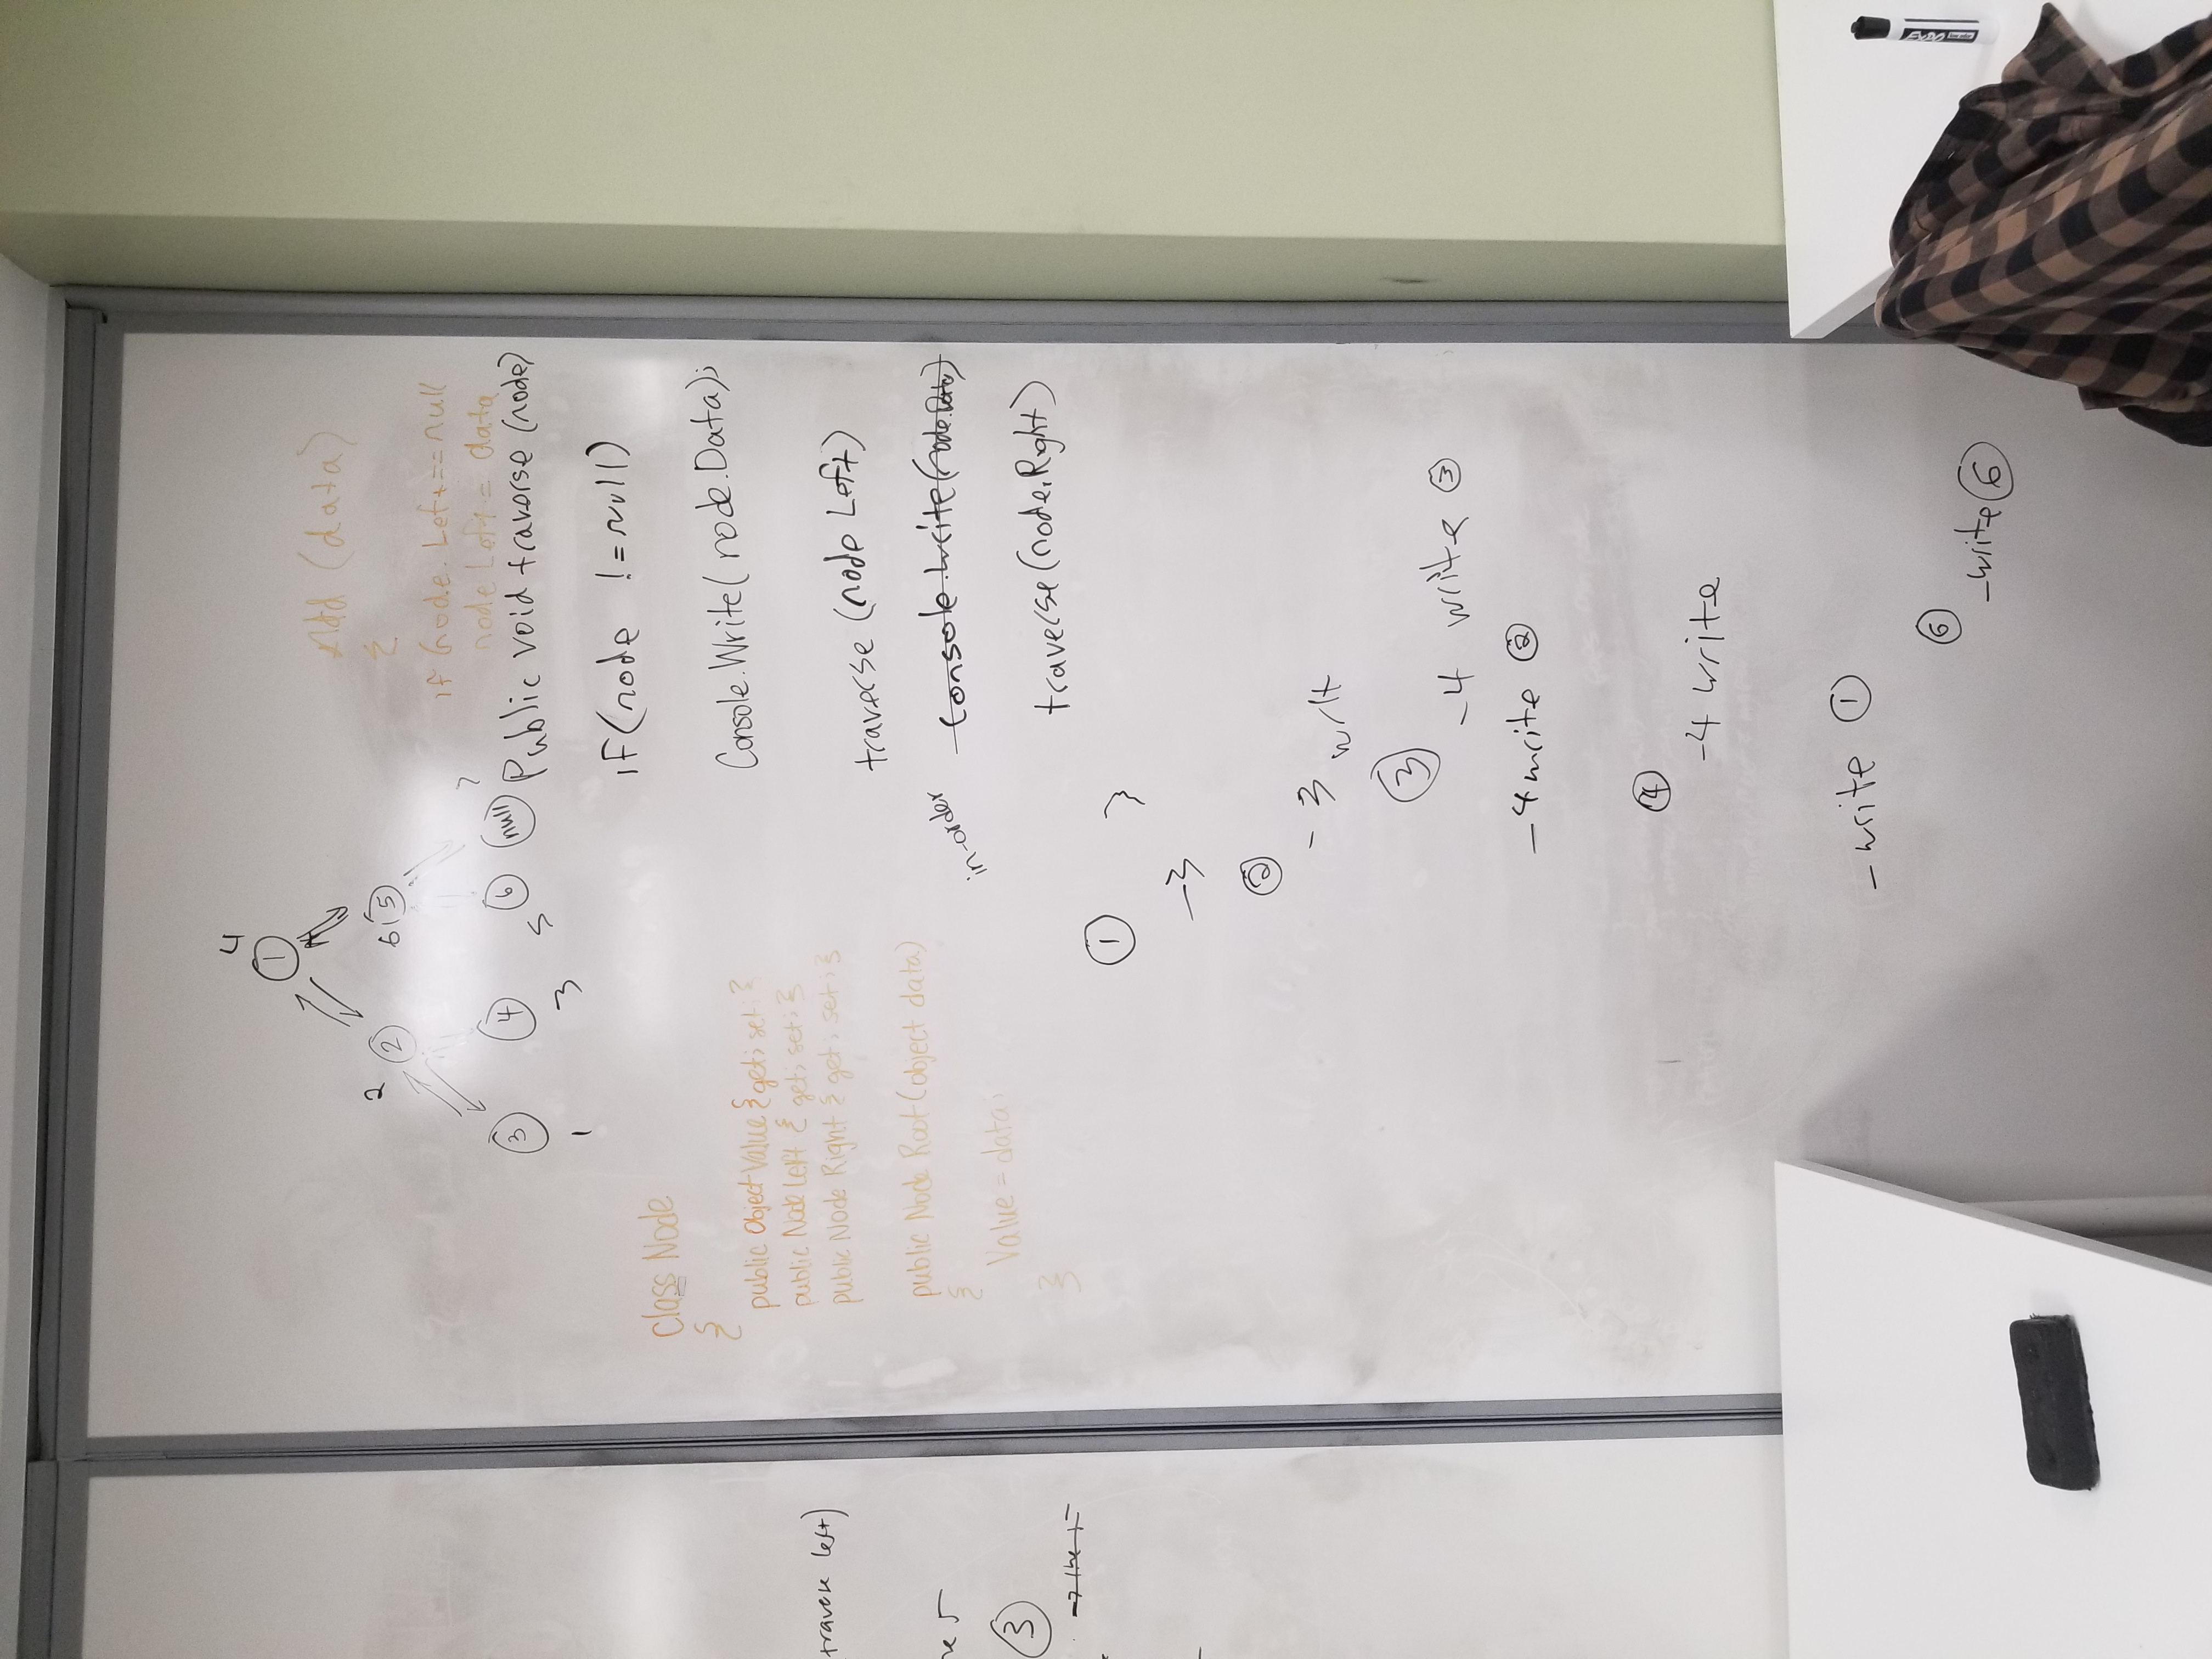 4
1
2
2
6
5
3
4
6
null
7
1
3
5
Add (data)
{
if (node. Left==null
node Left = data
Public void traverse (node)
if(node != null)
Console.Write( node.Data);
traverse (node Left)
in-order
Console.Write(node.Data)
traverse(node.Right)
}
class Node
{
public Object Value { get; set; }
public Node Left { get; set; }
public Node Right { get; set; }
public Node Root (object data)
{
Value = data;
}
1
-3
2
- 3
3
-4 write 3
-4 write 2
4
-4 write
- write 1
6
-write 6
traverse left)
5
3